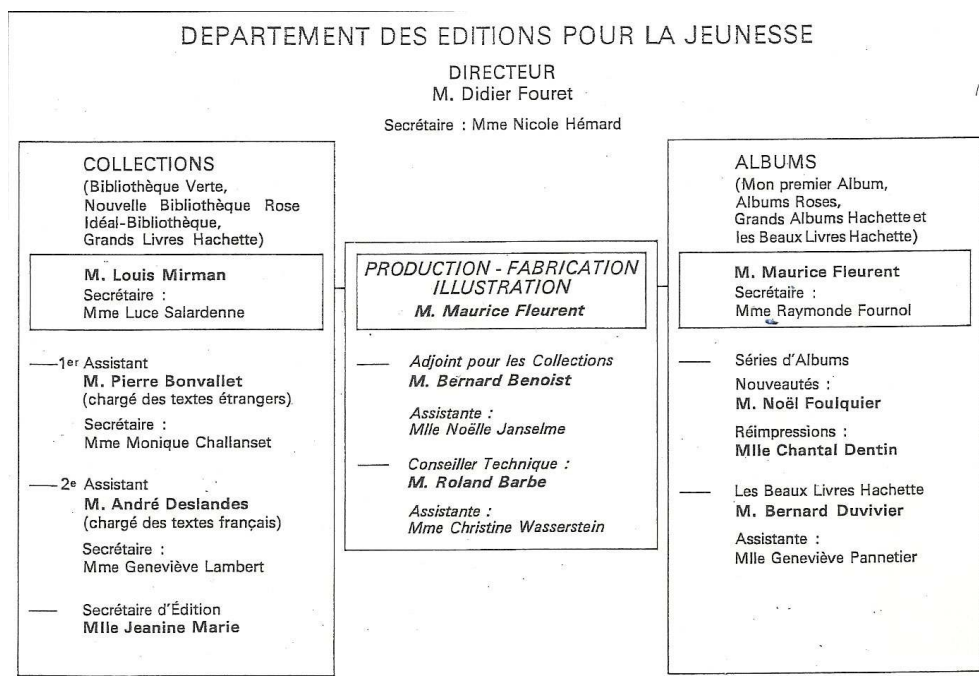 DEPARTEMENT DES EDITIONS POUR LA JEUNESSE
DIRECTEUR
M. Didier Fouret
Secrétaire : Mme Nicole Hémard
COLLECTIONS
(Bibliothèque Verte,
Nouvelle Bibliothèque Rose
Idéal-Bibliothèque,
Grands Livres Hachette)
M. Louis Mirman
Secrétaire :
Mme Luce Salardenne
1er Assistant
M. Pierre Bonvallet
(chargé des textes étrangers)
Secrétaire :
Mme Monique Challanset
2e Assistant
M. André Deslandes
(chargé des textes français)
Secrétaire :
Mme Geneviève Lambert
Secrétaire d'Édition
Mlle Jeanine Marie
PRODUCTION - FABRICATION
ILLUSTRATION
M. Maurice Fleurent
Adjoint pour les Collections
M. Bernard Benoist
Assistante :
Mlle Noëlle Janselme
Conseiller Technique :
M. Roland Barbe
Assistante :
Mme Christine Wasserstein
ALBUMS
(Mon premier Album,
Albums Roses,
Grands Albums Hachette et
les Beaux Livres Hachette)
M. Maurice Fleurent
Secrétaire :
Mme Raymonde Fournol
Séries d'Albums
Nouveautés :
M. Noël Foulquier
Réimpressions :
Mlle Chantal Dentin
Les Beaux Livres Hachette
M. Bernard Duvivier
Assistante :
Mlle Geneviève Pannetier